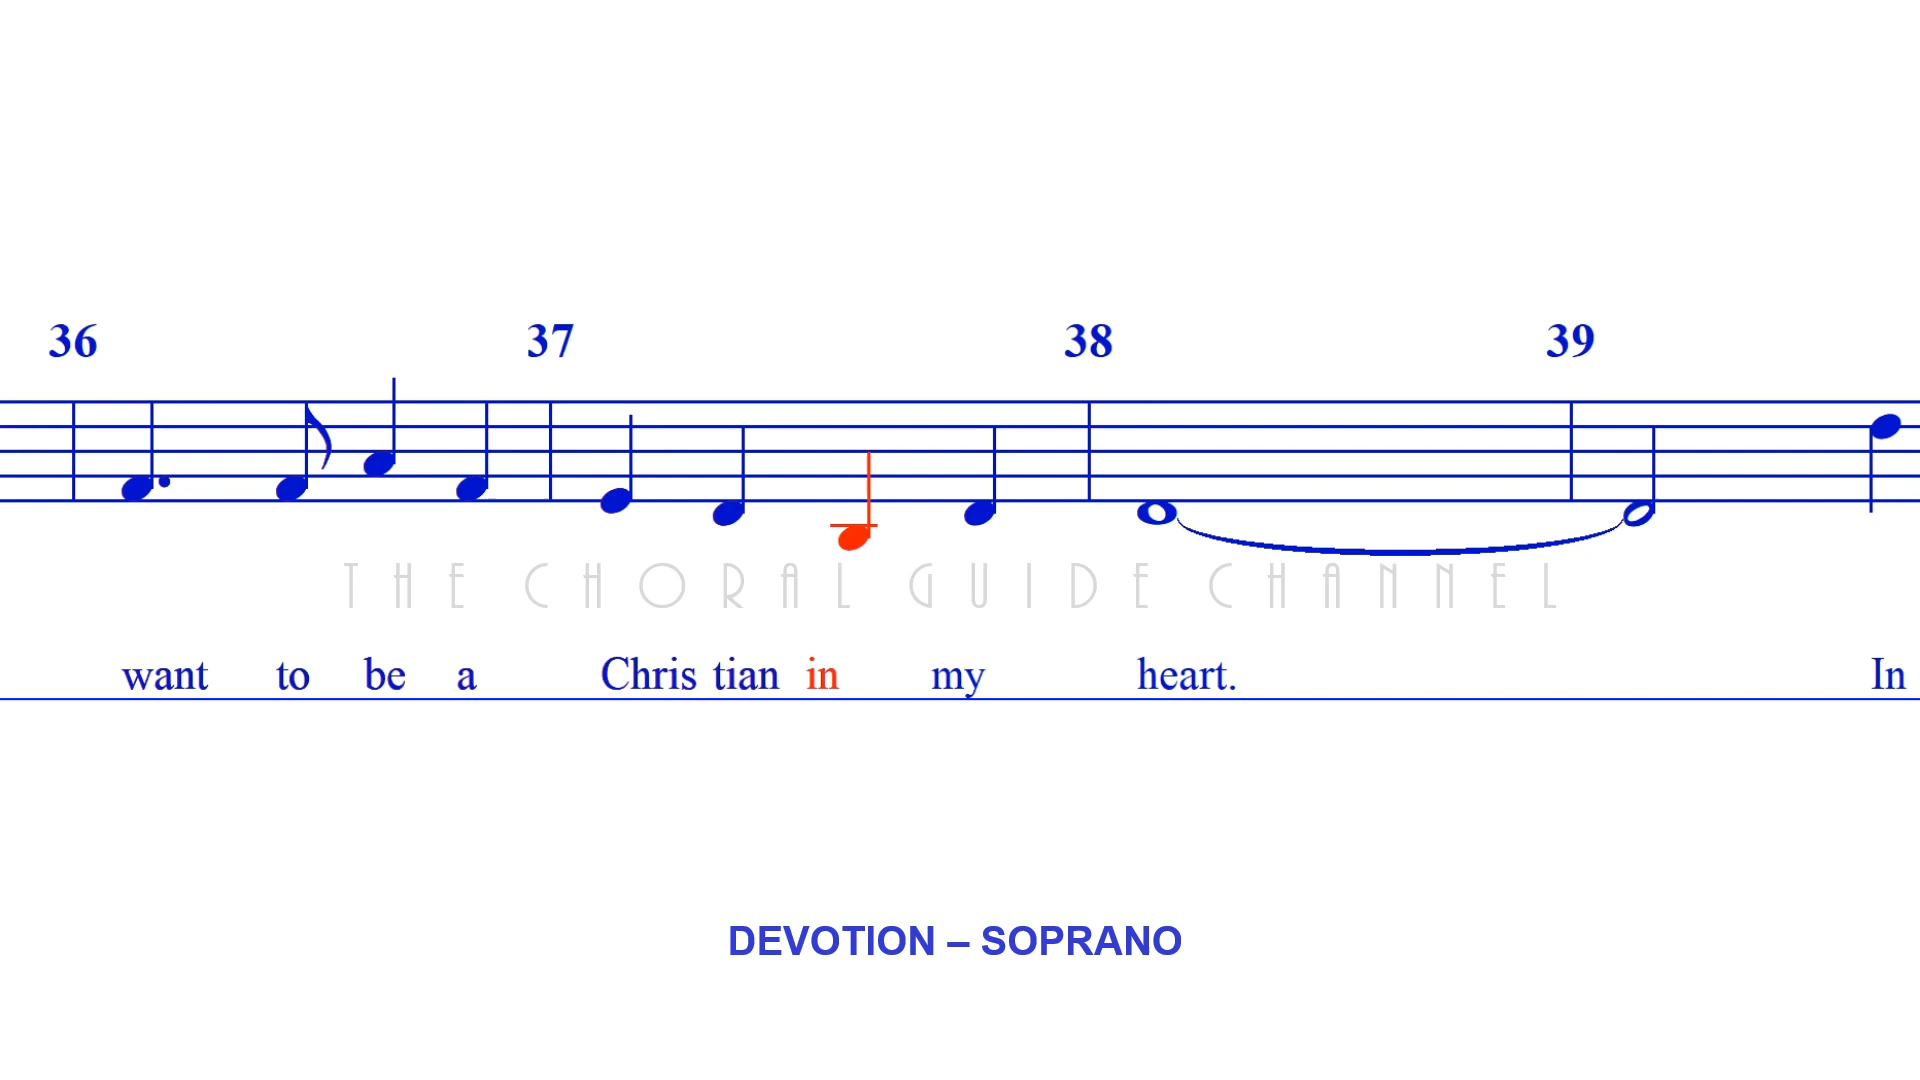 36 37 38 39
THE CHORAL GUIDE CHANNEL
want to be a Chris tian in my heart. In
DEVOTION – SOPRANO